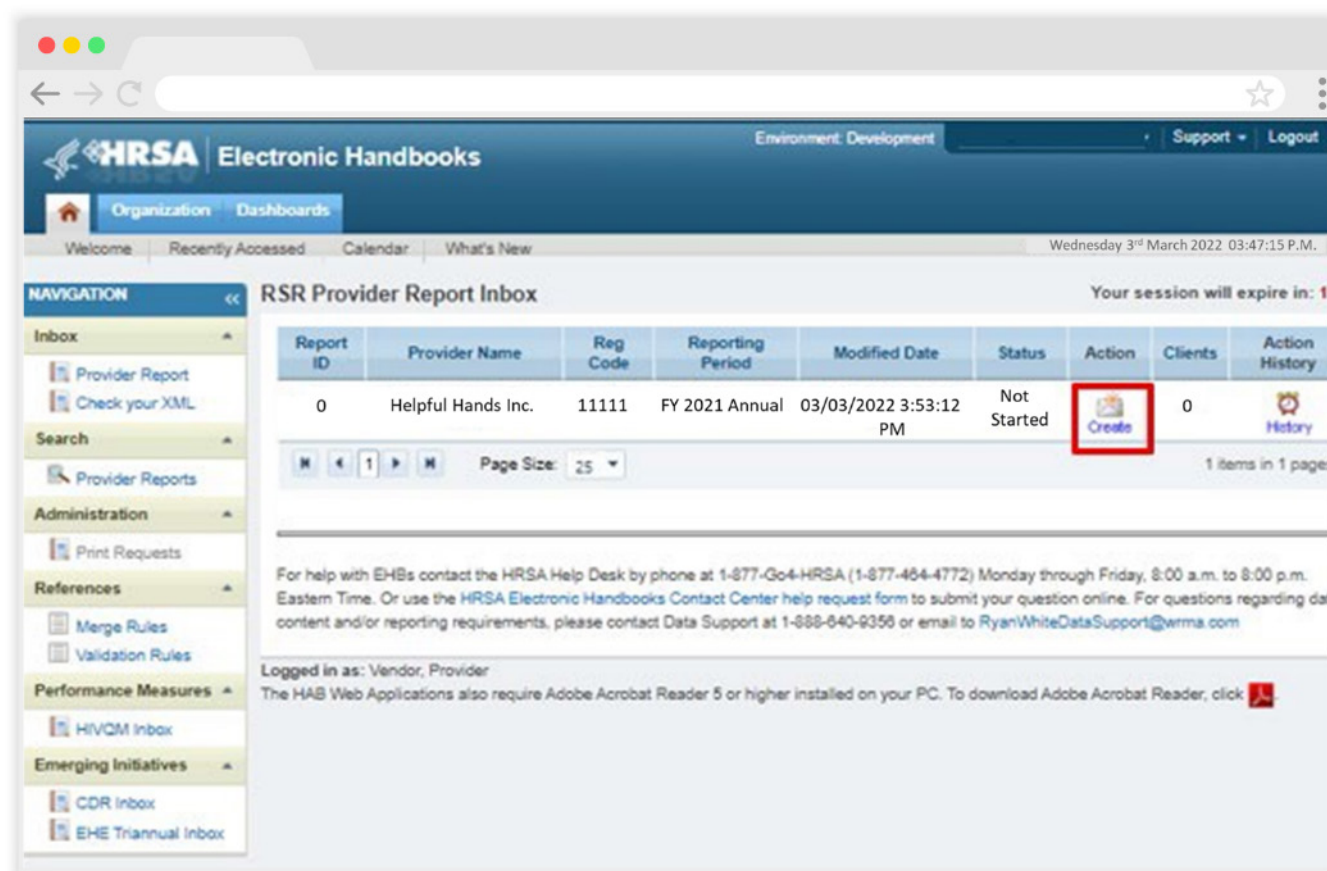 HRSA Electronic Handbooks
Environment: Development
Support
Logout
Organization
Dashboards
Welcome
Recently Accessed
Calendar
What's New
Wednesday 3rd March 2022 03:47:15 P.M.
NAVIGATION
Inbox
Provider Report
Check your XML
Search
Provider Reports
Administration
Print Requests
References
Merge Rules
Validation Rules
Performance Measures
HIVQM Inbox
Emerging Initiatives
CDR Inbox
EHE Triannual Inbox
RSR Provider Report Inbox
Your session will expire in: 1
Report ID
Provider Name
Reg Code
Reporting Period
Modified Date
Status
Action
Clients
Action History
0
Helpful Hands Inc.
11111
FY 2021 Annual
03/03/2022 3:53:12 PM
Not Started
Create
0
History
1
Page Size: 25
1 items in 1 page
For help with EHBs contact the HRSA Help Desk by phone at 1-877-Go4-HRSA (1-877-464-4772) Monday through Friday, 8:00 a.m. to 8:00 p.m.
Eastern Time. Or use the HRSA Electronic Handbooks Contact Center help request form to submit your question online. For questions regarding da
content and/or reporting requirements, please contact Data Support at 1-888-640-9356 or email to RyanWhiteDataSupport@wrma.com
Logged in as: Vendor, Provider
The HAB Web Applications also require Adobe Acrobat Reader 5 or higher installed on your PC. To download Adobe Acrobat Reader, click .